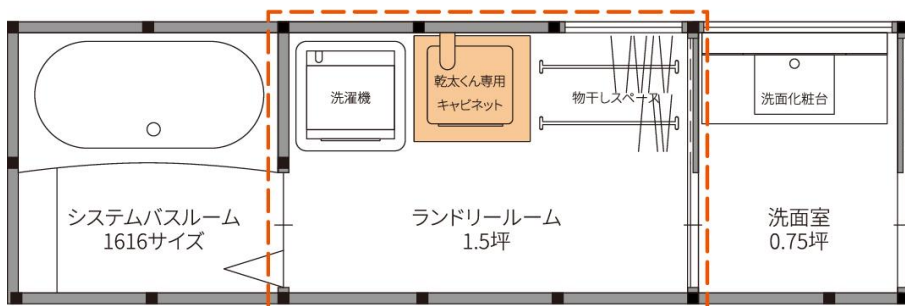 洗濯機
乾太くん専用
キャビネット
物干しスペース
洗面化粧台
システムバスルーム
1616サイズ
ランドリールーム
1.5坪
洗面室
0.75坪